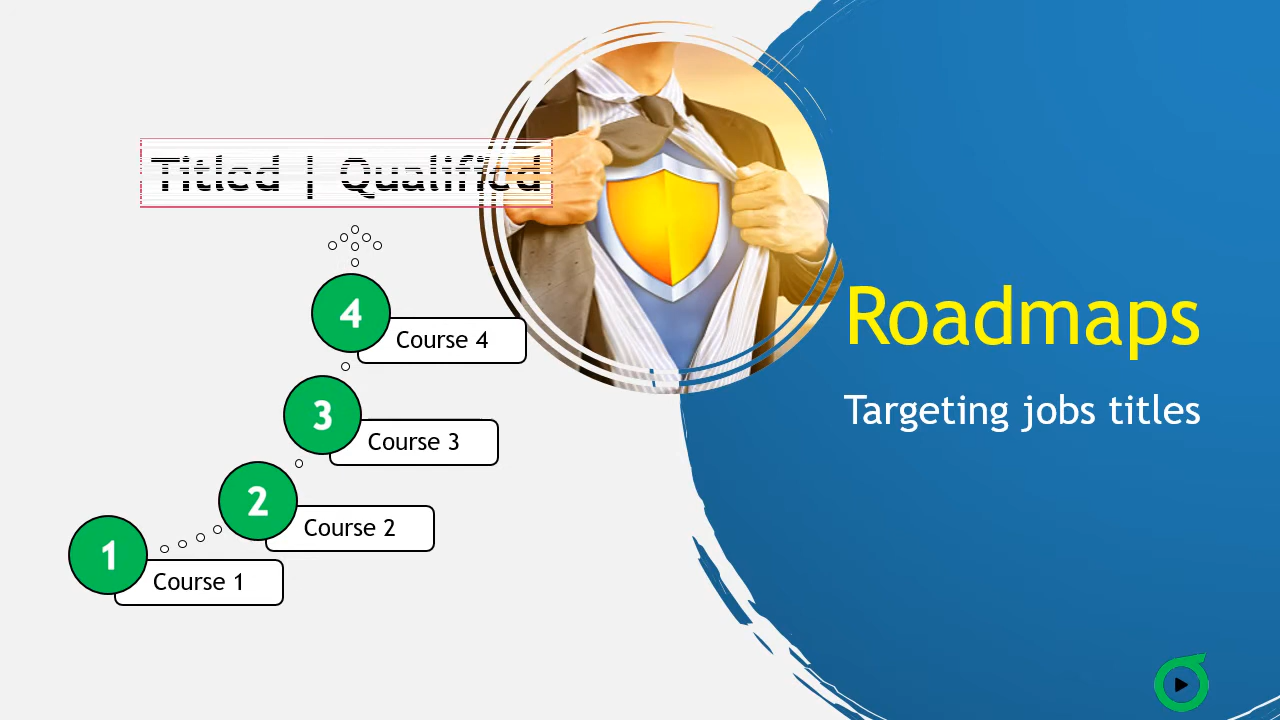 Titled | Qualified
4
Course 4
3
Course 3
2
Course 2
1
Course 1
Roadmaps
Targeting jobs titles